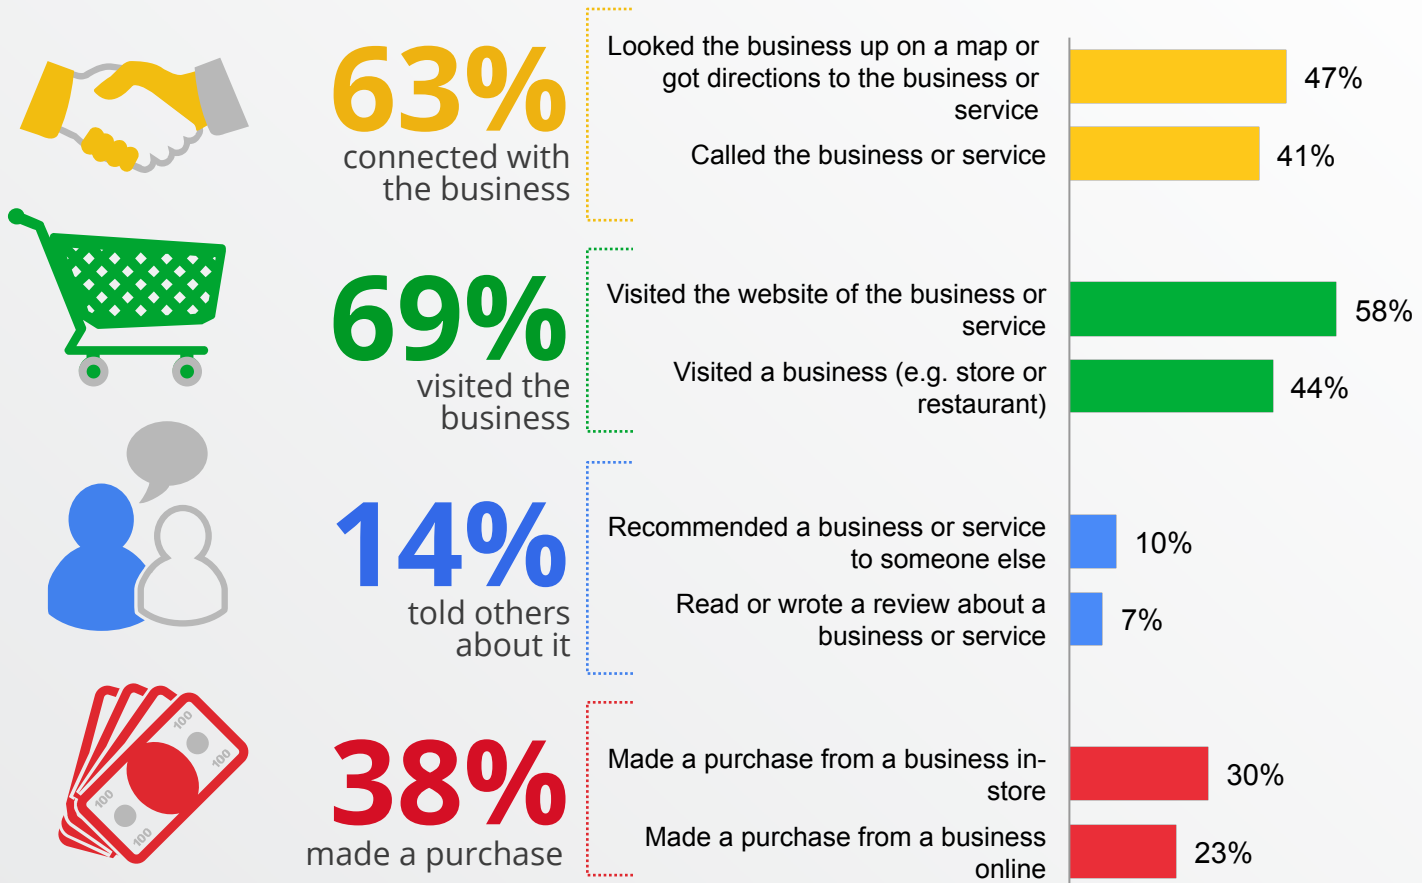 63%
connected with
the business
Looked the business up on a map or
got directions to the business or
service
47%
Called the business or service
41%
69%
visited the
business
Visited the website of the business or
service
58%
Visited a business (e.g. store or
restaurant)
44%
14%
told others
about it
Recommended a business or service
to someone else
10%
Read or wrote a review about a
business or service
7%
100
100
100
100
38%
made a purchase
Made a purchase from a business in-
store
30%
Made a purchase from a business
online
23%